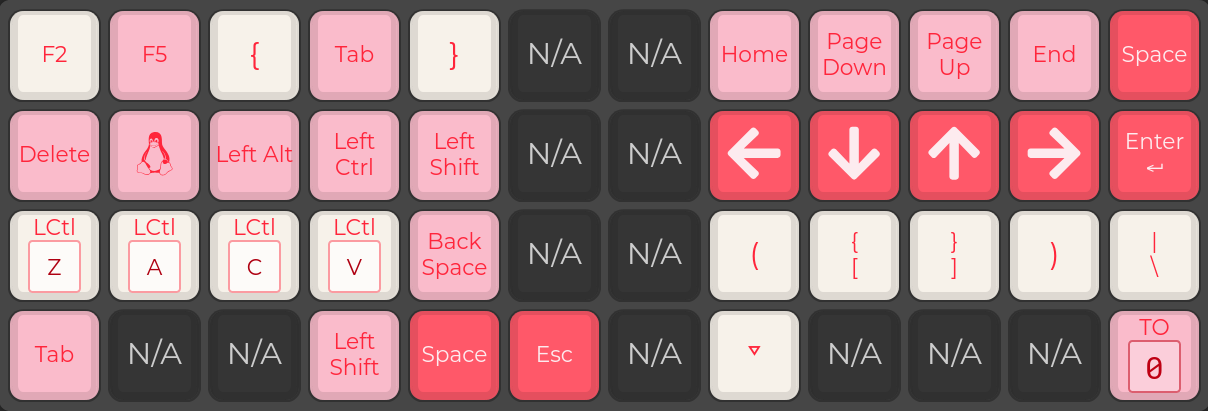 F2 F5 { Tab } N/A N/A Home Page Down Page Up End Space
Delete Left Alt Left Ctrl Left Shift N/A N/A ← ↓ ↑ → Enter ↵
LCtl Z LCtl A LCtl C LCtl V Back Space N/A N/A ( { [ } ] ) | \
Tab N/A N/A Left Shift Space Esc N/A ▽ N/A N/A N/A TO 0